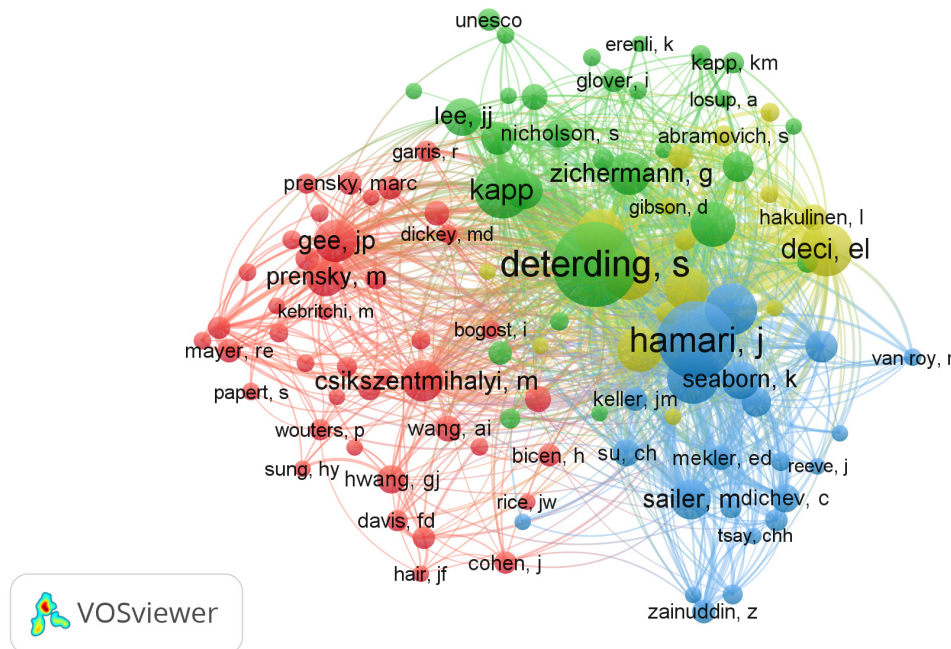 unesco
erenli, k
kapp, km
glover, i
losup, a
lee, jj
nicholson, s
abramovich, s
garris, r
zichermann, g
prensky, marc
kapp
gibson, d
hakulinen, l
dickey, md
gee, jp
deci, el
deterding, s
prensky, m
kebritchi, m
bogost, i
hamari, j
mayer, re
van roy, r
csikszentmihalyi, m
seaborn, k
papert, s
keller, jm
wouters, p
wang, ai
bicen, h
su, ch
mekler, ed
reeve, j
sung, hy
hwang, gj
sailer, m
dichev, c
rice, jw
davis, fd
tsay, chh
cohen, j
hair, jf
zainuddin, z
VOSviewer